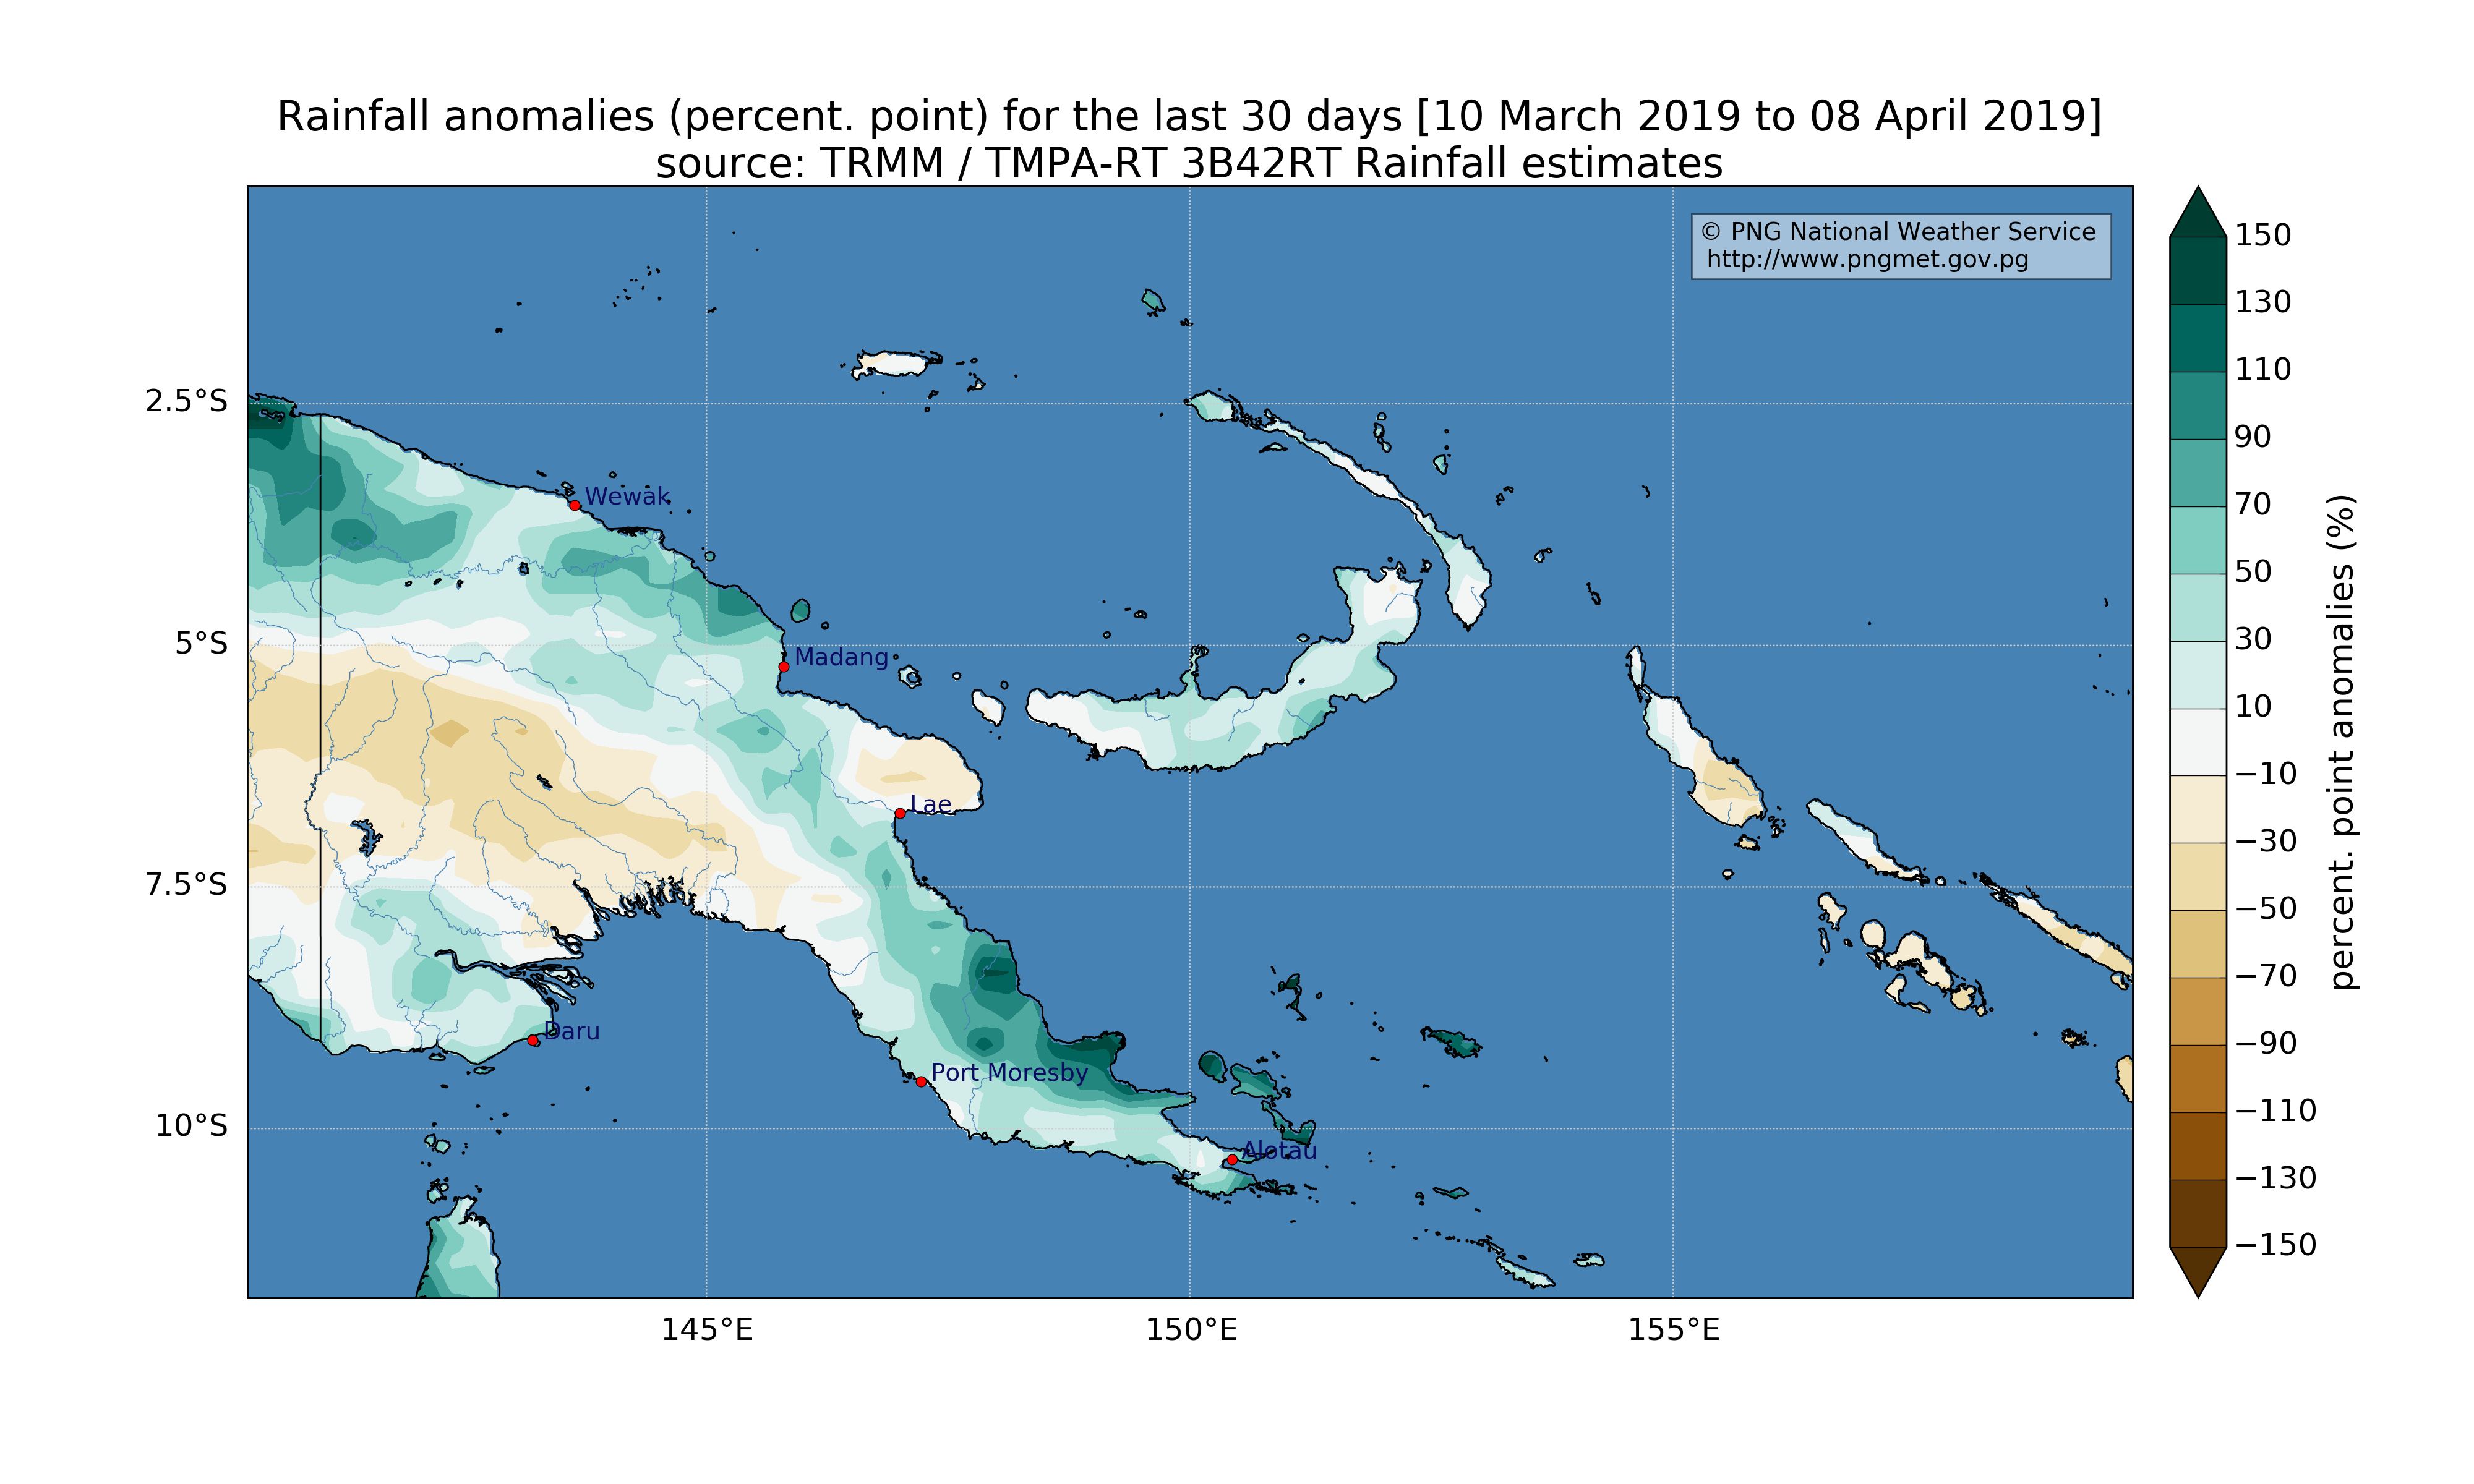 Rainfall anomalies (percent. point) for the last 30 days [10 March 2019 to 08 April 2019]
source: TRMM / TMPA-RT 3B42RT Rainfall estimates
© PNG National Weather Service
http://www.pngmet.gov.pg
2.5°S
5°S
7.5°S
10°S
Wewak
Madang
Lae
Daru
Port Moresby
Alotau
145°E
150°E
155°E
150
130
110
90
70
50
30
10
−10
−30
−50
−70
−90
−110
−130
−150
percent. point anomalies (%)